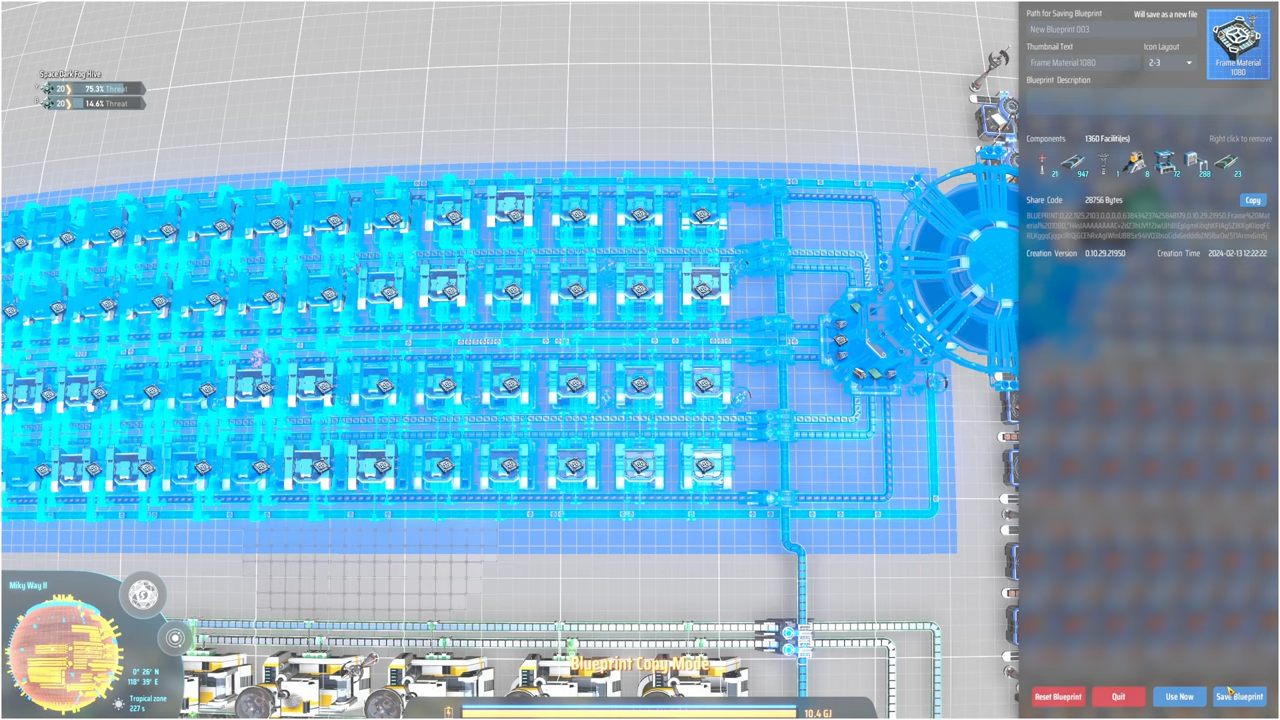 Space Dark Fog Hive
20 75.3% Threat
20 14.6% Threat
Path for Saving Blueprint Will save as a new file
New Blueprint 003
Thumbnail Text Icon Layout
Frame Material 1080 2-3
Frame Material
1080
Blueprint Description
Components 1360 Facilit(ies) Right click to remove
21 947 1 8 72 288 23
Share Code 28756 Bytes Copy
Creation Version 0.10.29.21950 Creation Time 2024-02-13 12:22:22
Miky Way II
0° 26' N
118° 39' E
Tropical zone
227 s
Blueprint Copy Mode
10.4 GJ
Reset Blueprint Quit Use Now Save Blueprint